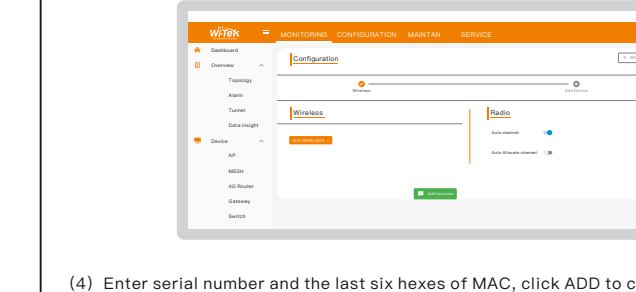 Wi-Tek
MONITORING CONFIGURATION MAINTAN SERVICE
Dashboard
Overview
Configuration
Topology
Wireless Add Device
Alarm
Tunnel
Wireless Radio
Data insight
Auto channel:
Device
AP
Auto Allocate channel:
MESH
4G Router
Gateway
Switch
(4) Enter serial number and the last six hexes of MAC, click ADD to c